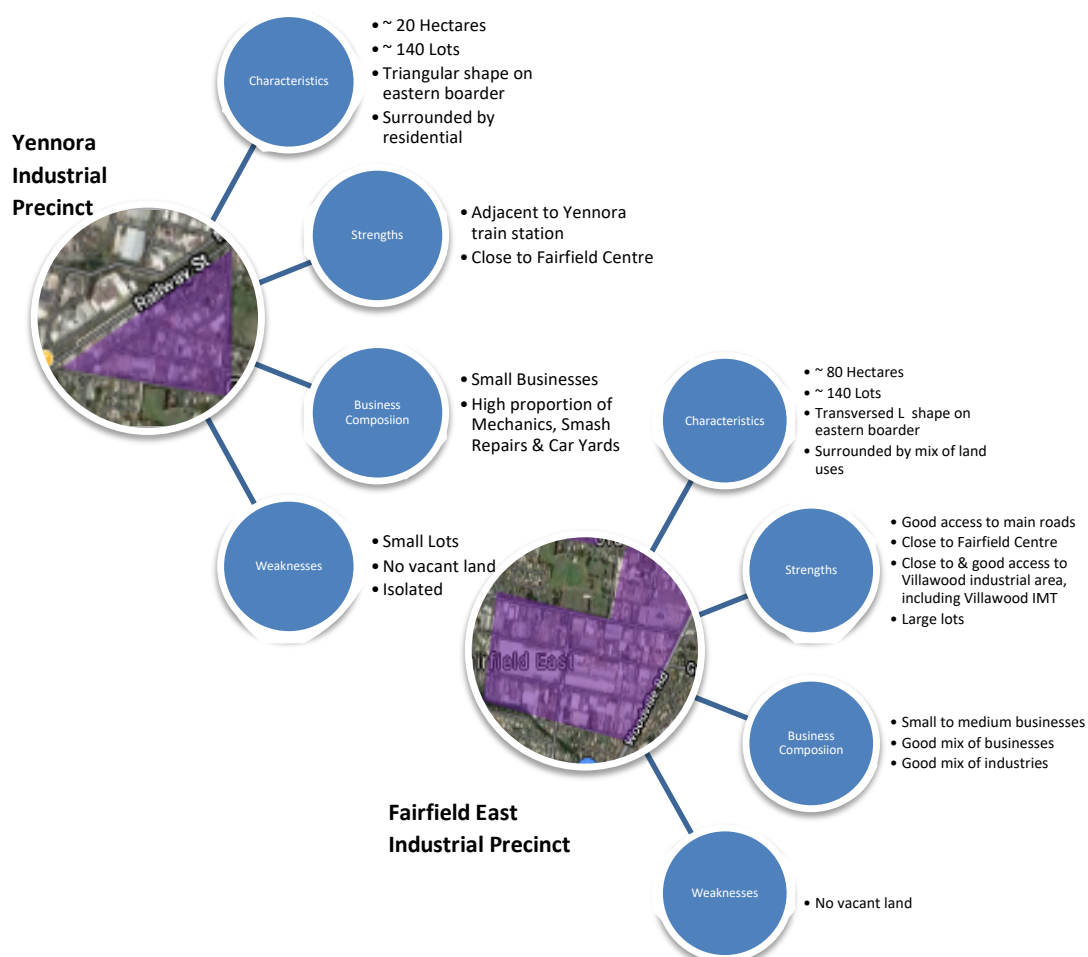 Yennora
Industrial
Precinct
Characteristics
• ~ 20 Hectares
• ~ 140 Lots
• Triangular shape on
eastern boarder
• Surrounded by
residential
Railway St
Strengths
• Adjacent to Yennora
train station
• Close to Fairfield Centre
Business
Composiion
• Small Businesses
• High proportion of
Mechanics, Smash
Repairs & Car Yards
Weaknesses
• Small Lots
• No vacant land
• Isolated
Fairfield East
Industrial Precinct
Characteristics
• ~ 80 Hectares
• ~ 140 Lots
• Transversed L shape on
eastern boarder
• Surrounded by mix of land
uses
irfield East
Woodville Rd
Strengths
• Good access to main roads
• Close to Fairfield Centre
• Close to & good access to
Villawood industrial area,
including Villawood IMT
• Large lots
Business
Composiion
• Small to medium businesses
• Good mix of businesses
• Good mix of industries
Weaknesses
• No vacant land